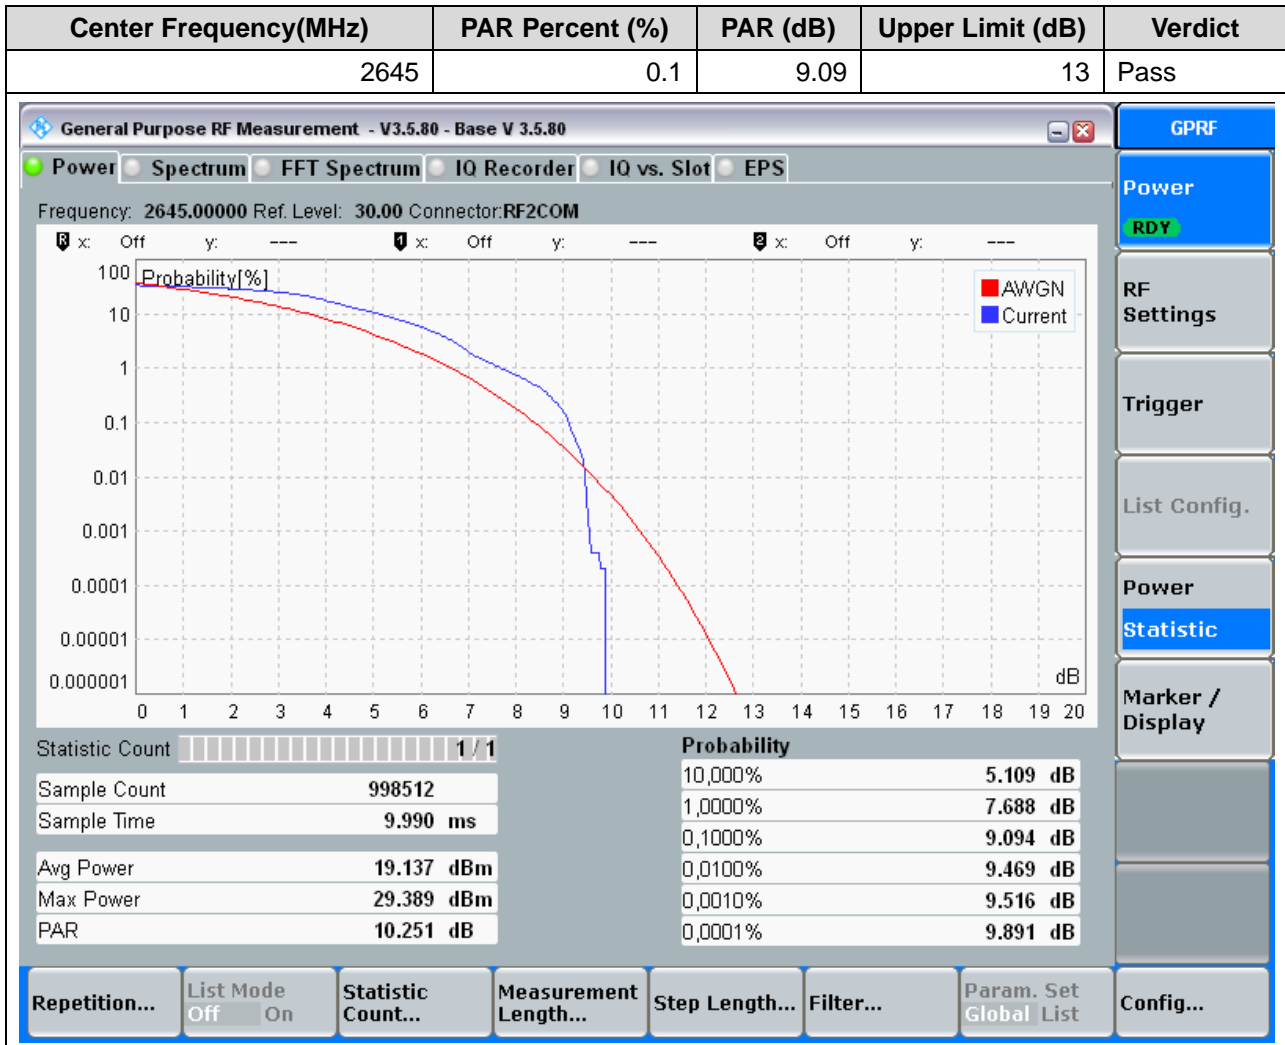 Center Frequency(MHz) PAR Percent (%) PAR (dB) Upper Limit (dB) Verdict
2645 0.1 9.09 13 Pass
General Purpose RF Measurement - V3.5.80 - Base V 3.5.80
GPRF
Power Spectrum FFT Spectrum IQ Recorder IQ vs. Slot EPS
Frequency: 2645.00000 Ref. Level: 30.00 Connector:RF2COM
R x: Off y: --- 1 x: Off y: --- 2 x: Off y: ---
Probability[%]
AWGN
Current
100
10
1
0.1
0.01
0.001
0.0001
0.00001
0.000001
dB
0 1 2 3 4 5 6 7 8 9 10 11 12 13 14 15 16 17 18 19 20
Statistic Count 1 / 1
Sample Count 998512
Sample Time 9.990 ms
Avg Power 19.137 dBm
Max Power 29.389 dBm
PAR 10.251 dB
Probability
10,000% 5.109 dB
1,0000% 7.688 dB
0,1000% 9.094 dB
0,0100% 9.469 dB
0,0010% 9.516 dB
0,0001% 9.891 dB
Power
RDY
RF
Settings
Trigger
List Config.
Power
Statistic
Marker /
Display
Repetition...
List Mode
Off On
Statistic
Count...
Measurement
Length...
Step Length...
Filter...
Param. Set
Global List
Config...